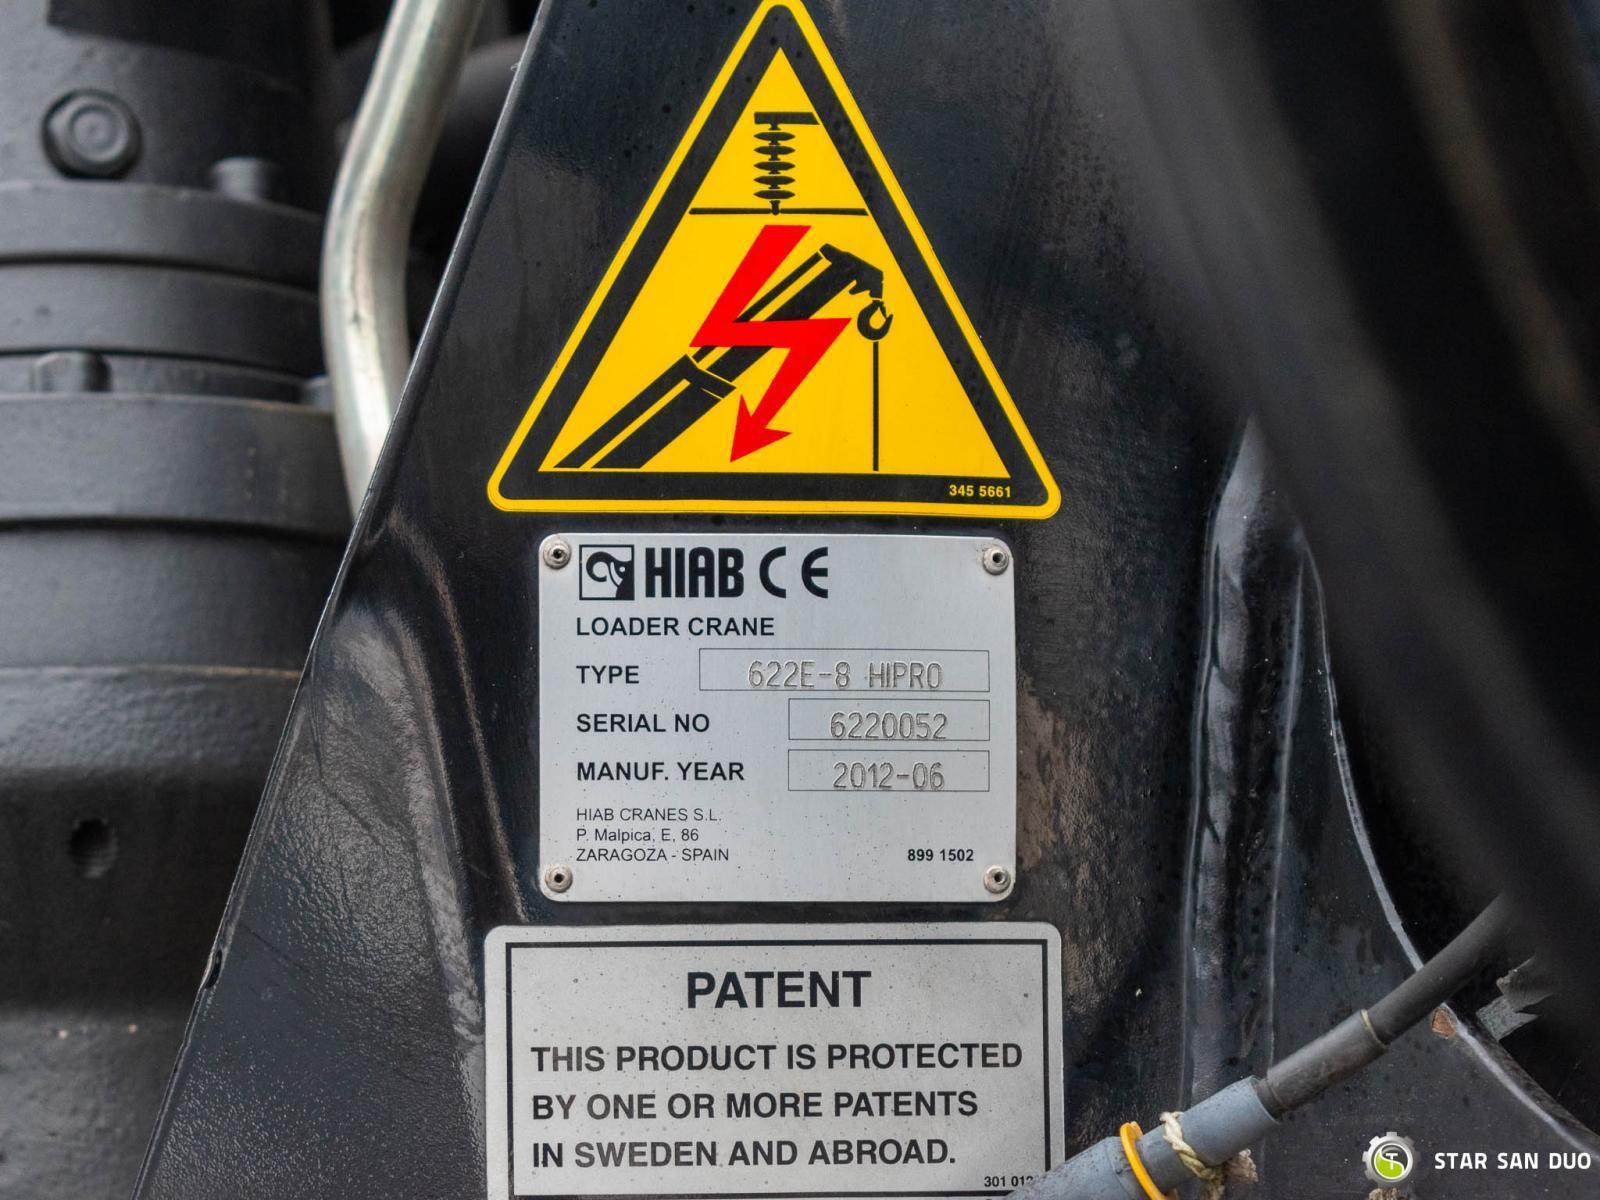 345 5661
HIAB CE
LOADER CRANE
TYPE 622E-8 HIPRO
SERIAL NO 6220052
MANUF. YEAR 2012-06
HIAB CRANES S.L.
P. Malpica, E, 86
ZARAGOZA - SPAIN 899 1502
PATENT
THIS PRODUCT IS PROTECTED
BY ONE OR MORE PATENTS
IN SWEDEN AND ABROAD.
301
STAR SAN DUO